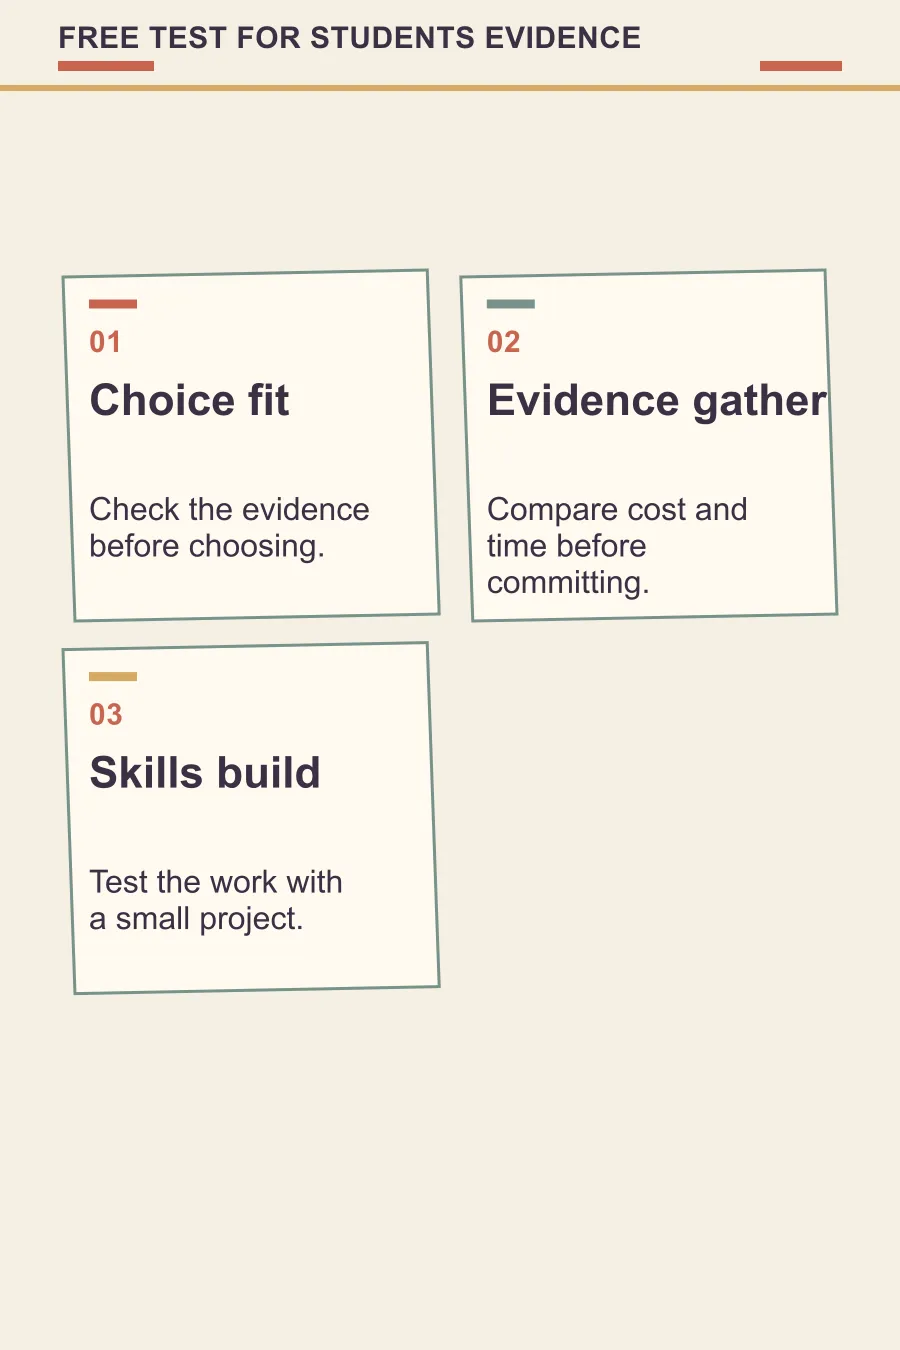 FREE TEST FOR STUDENTS EVIDENCE
01
Choice fit
Check the evidence
before choosing.
02
Evidence gather
Compare cost and
time before
committing.
03
Skills build
Test the work with
a small project.